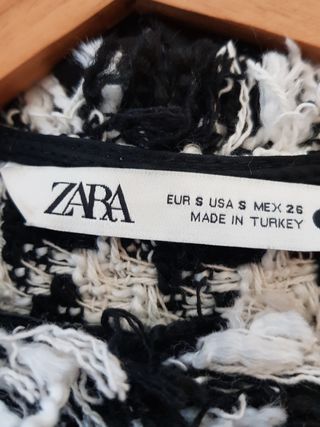 ZARA
EUR S USA S MEX 26
MADE IN TURKEY